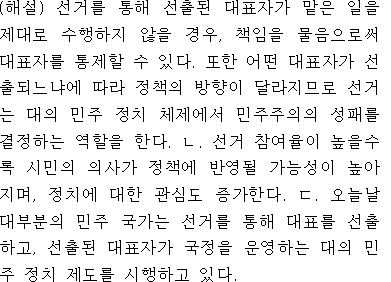 (해설) 선거를 통해 선출된 대표자가 맡은 일을
제대로 수행하지 않을 경우, 책임을 물음으로써
대표자를 통제할 수 있다. 또한 어떤 대표자가 선
출되느냐에 따라 정책의 방향이 달라지므로 선거
는 대의 민주 정치 체제에서 민주주의의 성패를
결정하는 역할을 한다. ㄴ. 선거 참여율이 높을수
록 시민의 의사가 정책에 반영될 가능성이 높아
지며, 정치에 대한 관심도 증가한다. ㄷ. 오늘날
대부분의 민주 국가는 선거를 통해 대표를 선출
하고, 선출된 대표자가 국정을 운영하는 대의 민
주 정치 제도를 시행하고 있다.